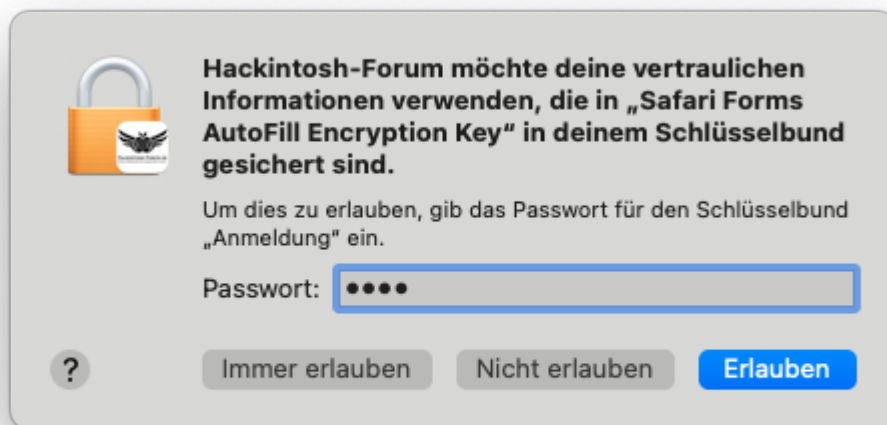 Hackintosh-Forum möchte deine vertraulichen
Informationen verwenden, die in „Safari Forms
AutoFill Encryption Key“ in deinem Schlüsselbund
gesichert sind.
Um dies zu erlauben, gib das Passwort für den Schlüsselbund
„Anmeldung“ ein.
Passwort: ••••
? Immer erlauben Nicht erlauben Erlauben